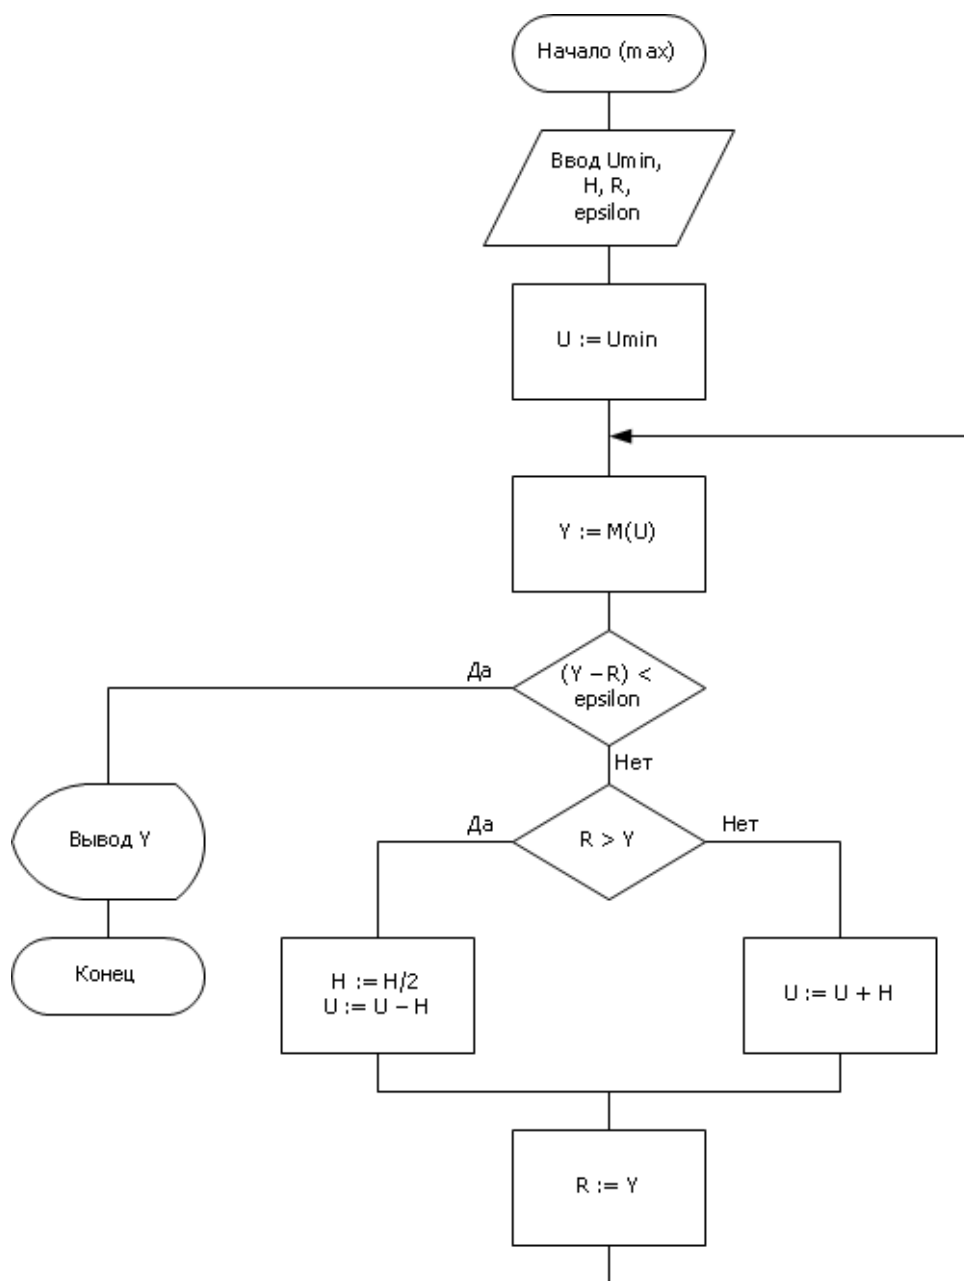 Начало (max)
Ввод Umin,
H, R,
epsilon
U := Umin
Y := M(U)
Да
(Y – R) <
epsilon
Нет
Вывод Y
Да
R > Y
Нет
Конец
H := H/2
U := U – H
U := U + H
R := Y